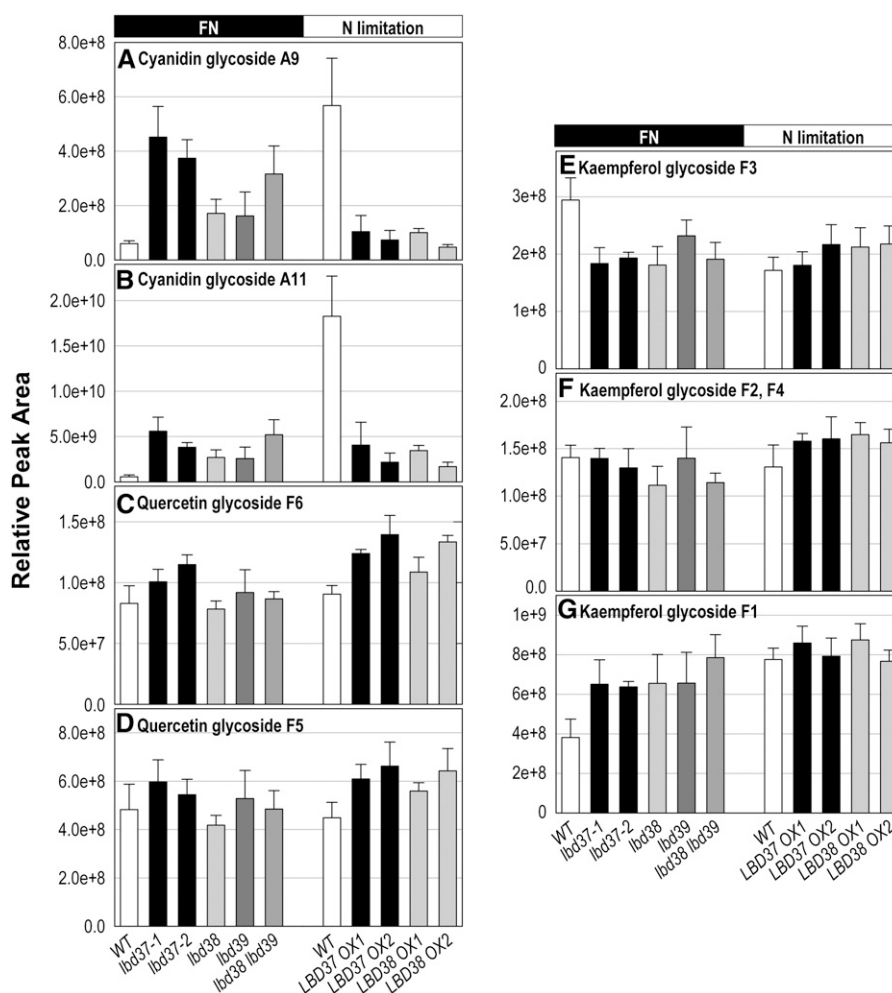 FN N limitation
A Cyanidin glycoside A9
8.0e+8
6.0e+8
4.0e+8
2.0e+8
0.0
B Cyanidin glycoside A11
2.0e+10
1.5e+10
1.0e+10
5.0e+9
0.0
C Quercetin glycoside F6
1.5e+8
1.0e+8
5.0e+7
0.0
D Quercetin glycoside F5
8.0e+8
6.0e+8
4.0e+8
2.0e+8
0.0
Relative Peak Area
WT lbd37-1 lbd37-2 lbd38 lbd39 lbd38 lbd39 WT LBD37 OX1 LBD37 OX2 LBD38 OX1 LBD38 OX2
FN N limitation
E Kaempferol glycoside F3
3e+8
2e+8
1e+8
0
F Kaempferol glycoside F2, F4
2.0e+8
1.5e+8
1.0e+8
5.0e+7
0.0
G Kaempferol glycoside F1
1e+9
8e+8
6e+8
4e+8
2e+8
0
WT lbd37-1 lbd37-2 lbd38 lbd39 lbd38 lbd39 WT LBD37 OX1 LBD37 OX2 LBD38 OX1 LBD38 OX2